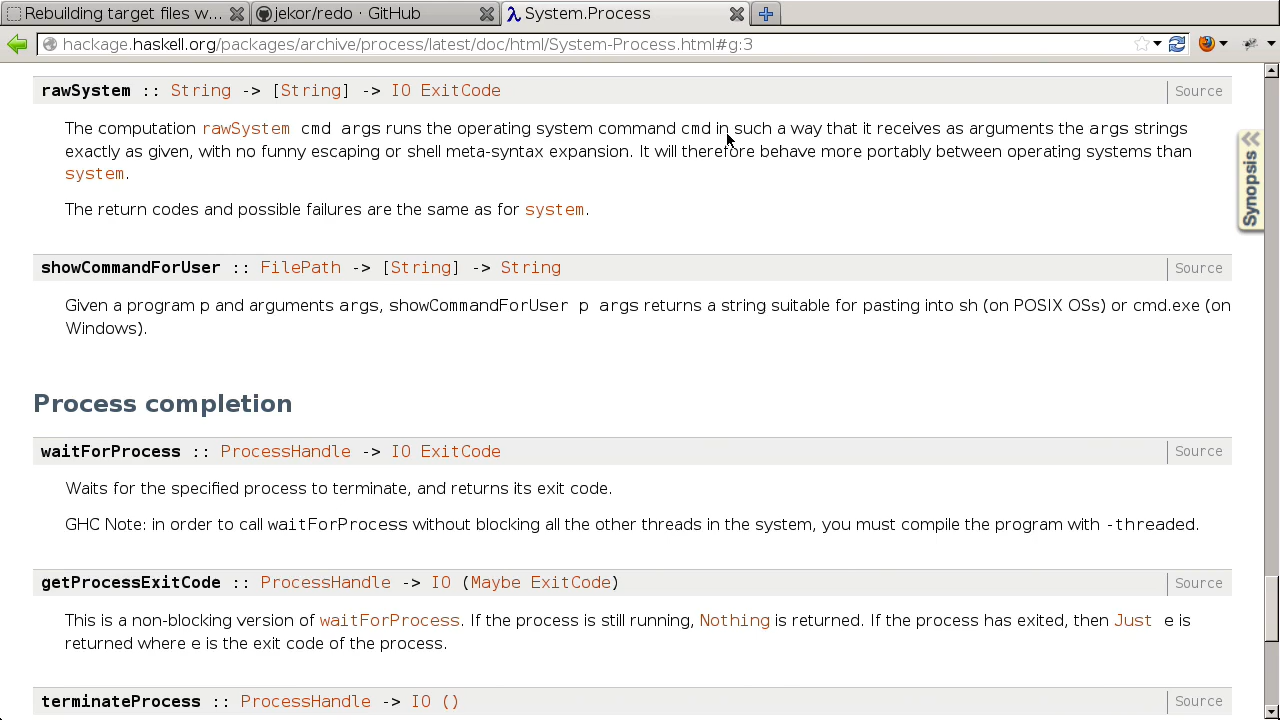 Rebuilding target files w...
jekor/redo · GitHub
λ System.Process
hackage.haskell.org/packages/archive/process/latest/doc/html/System-Process.html#g:3
rawSystem :: String -> [String] -> IO ExitCode
Source
The computation rawSystem cmd args runs the operating system command cmd in such a way that it receives as arguments the args strings
exactly as given, with no funny escaping or shell meta-syntax expansion. It will therefore behave more portably between operating systems than
system.
Synopsis
The return codes and possible failures are the same as for system.
showCommandForUser :: FilePath -> [String] -> String
Source
Given a program p and arguments args, showCommandForUser p args returns a string suitable for pasting into sh (on POSIX OSs) or cmd.exe (on
Windows).
Process completion
waitForProcess :: ProcessHandle -> IO ExitCode
Source
Waits for the specified process to terminate, and returns its exit code.
GHC Note: in order to call waitForProcess without blocking all the other threads in the system, you must compile the program with -threaded.
getProcessExitCode :: ProcessHandle -> IO (Maybe ExitCode)
Source
This is a non-blocking version of waitForProcess. If the process is still running, Nothing is returned. If the process has exited, then Just e is
returned where e is the exit code of the process.
terminateProcess :: ProcessHandle -> IO ()
Source